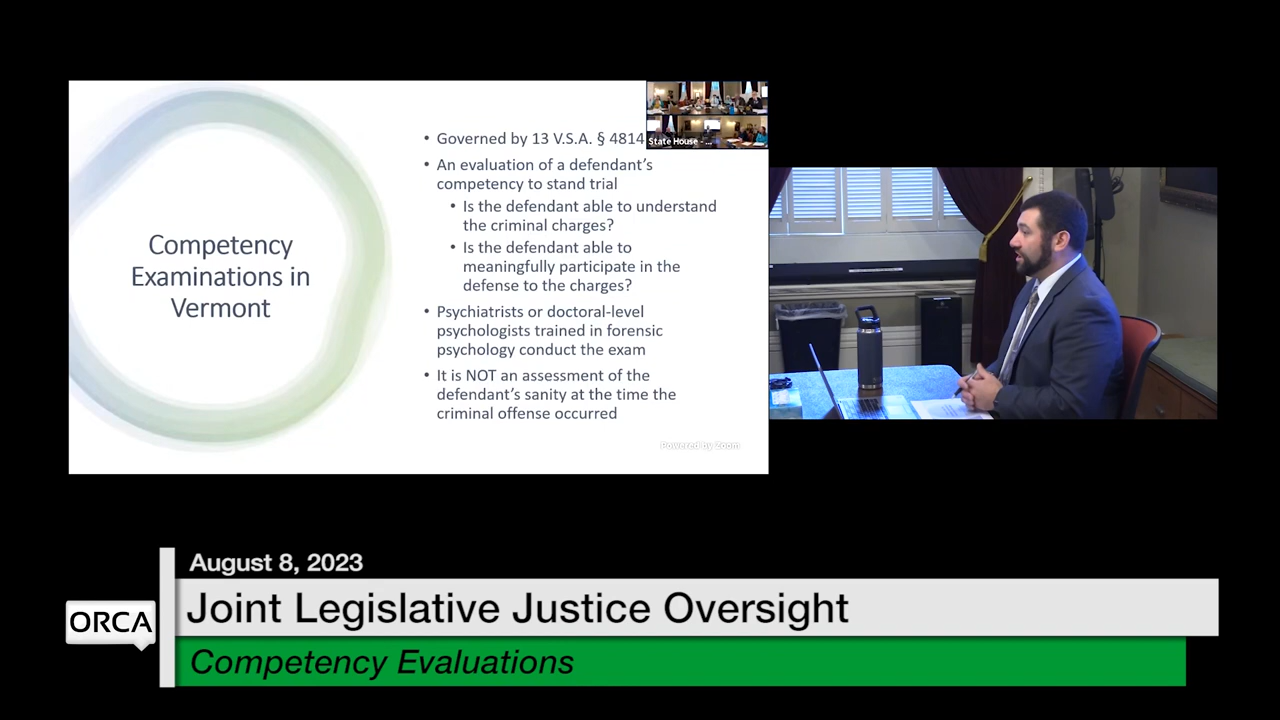 Competency
Examinations in
Vermont
• Governed by 13 V.S.A. § 4814
• An evaluation of a defendant's
competency to stand trial
• Is the defendant able to understand
the criminal charges?
• Is the defendant able to
meaningfully participate in the
defense to the charges?
• Psychiatrists or doctoral-level
psychologists trained in forensic
psychology conduct the exam
• It is NOT an assessment of the
defendant's sanity at the time the
criminal offense occurred
State House - ...
Powered by Zoom
August 8, 2023
ORCA
Joint Legislative Justice Oversight
Competency Evaluations